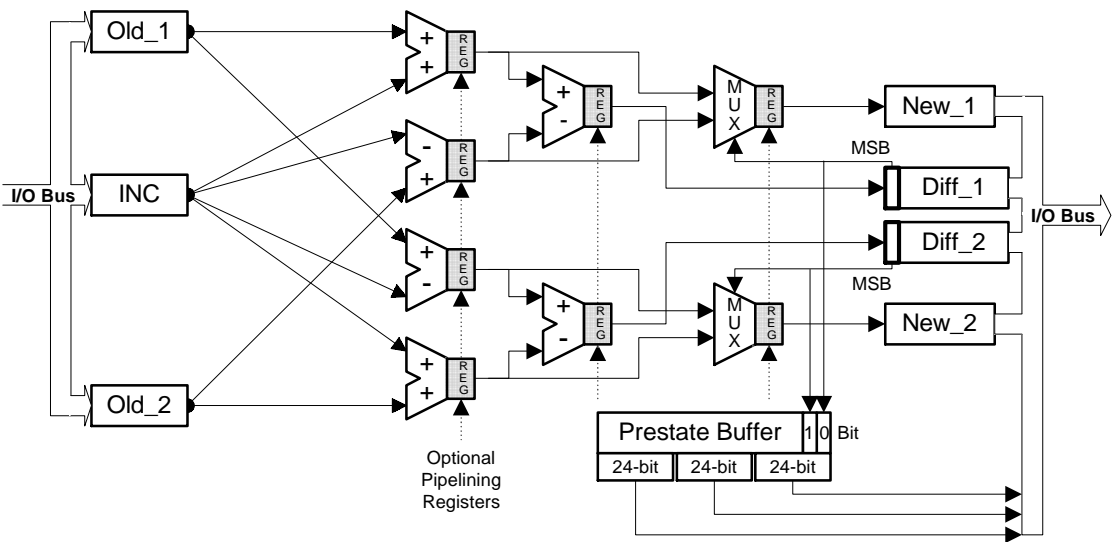 Old_1
+
+
REG
+
-
REG
MUX
REG
New_1
-
+
REG
MSB
I/O Bus
INC
Diff_1
I/O Bus
+
-
REG
Diff_2
MSB
+
-
REG
MUX
REG
New_2
+
+
REG
Old_2
Prestate Buffer 1 0 Bit
24-bit 24-bit 24-bit
Optional
Pipelining
Registers